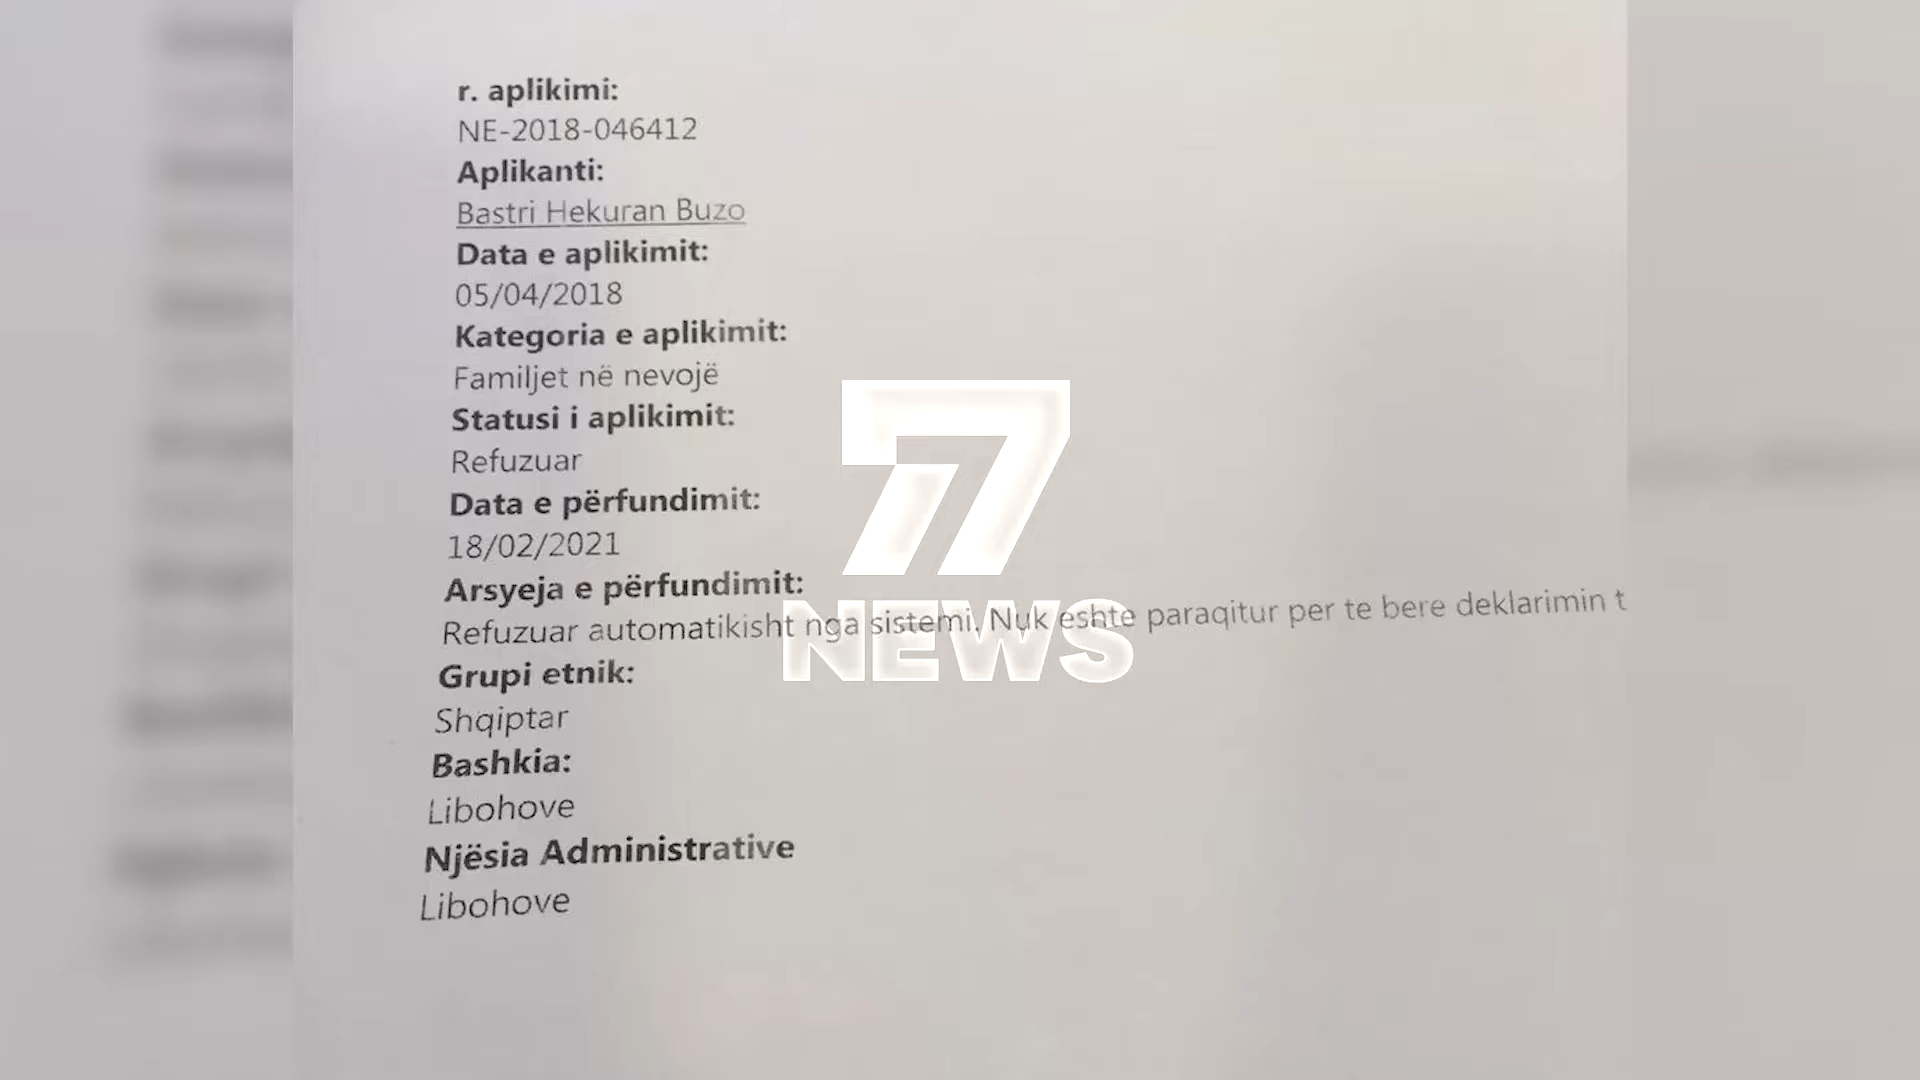 r. aplikimi:
NE-2018-046412
Aplikanti:
Bastri Hekuran Buzo
Data e aplikimit:
05/04/2018
Kategoria e aplikimit:
Familjet në nevojë
Statusi i aplikimit:
Refuzuar
Data e përfundimit:
18/02/2021
Arsyeja e përfundimit:
Refuzuar automatikisht nga sistemi. Nuk eshte paraqitur per te bere deklarimin t
Grupi etnik:
Shqiptar
Bashkia:
Libohove
Njësia Administrative
Libohove
7
NEWS